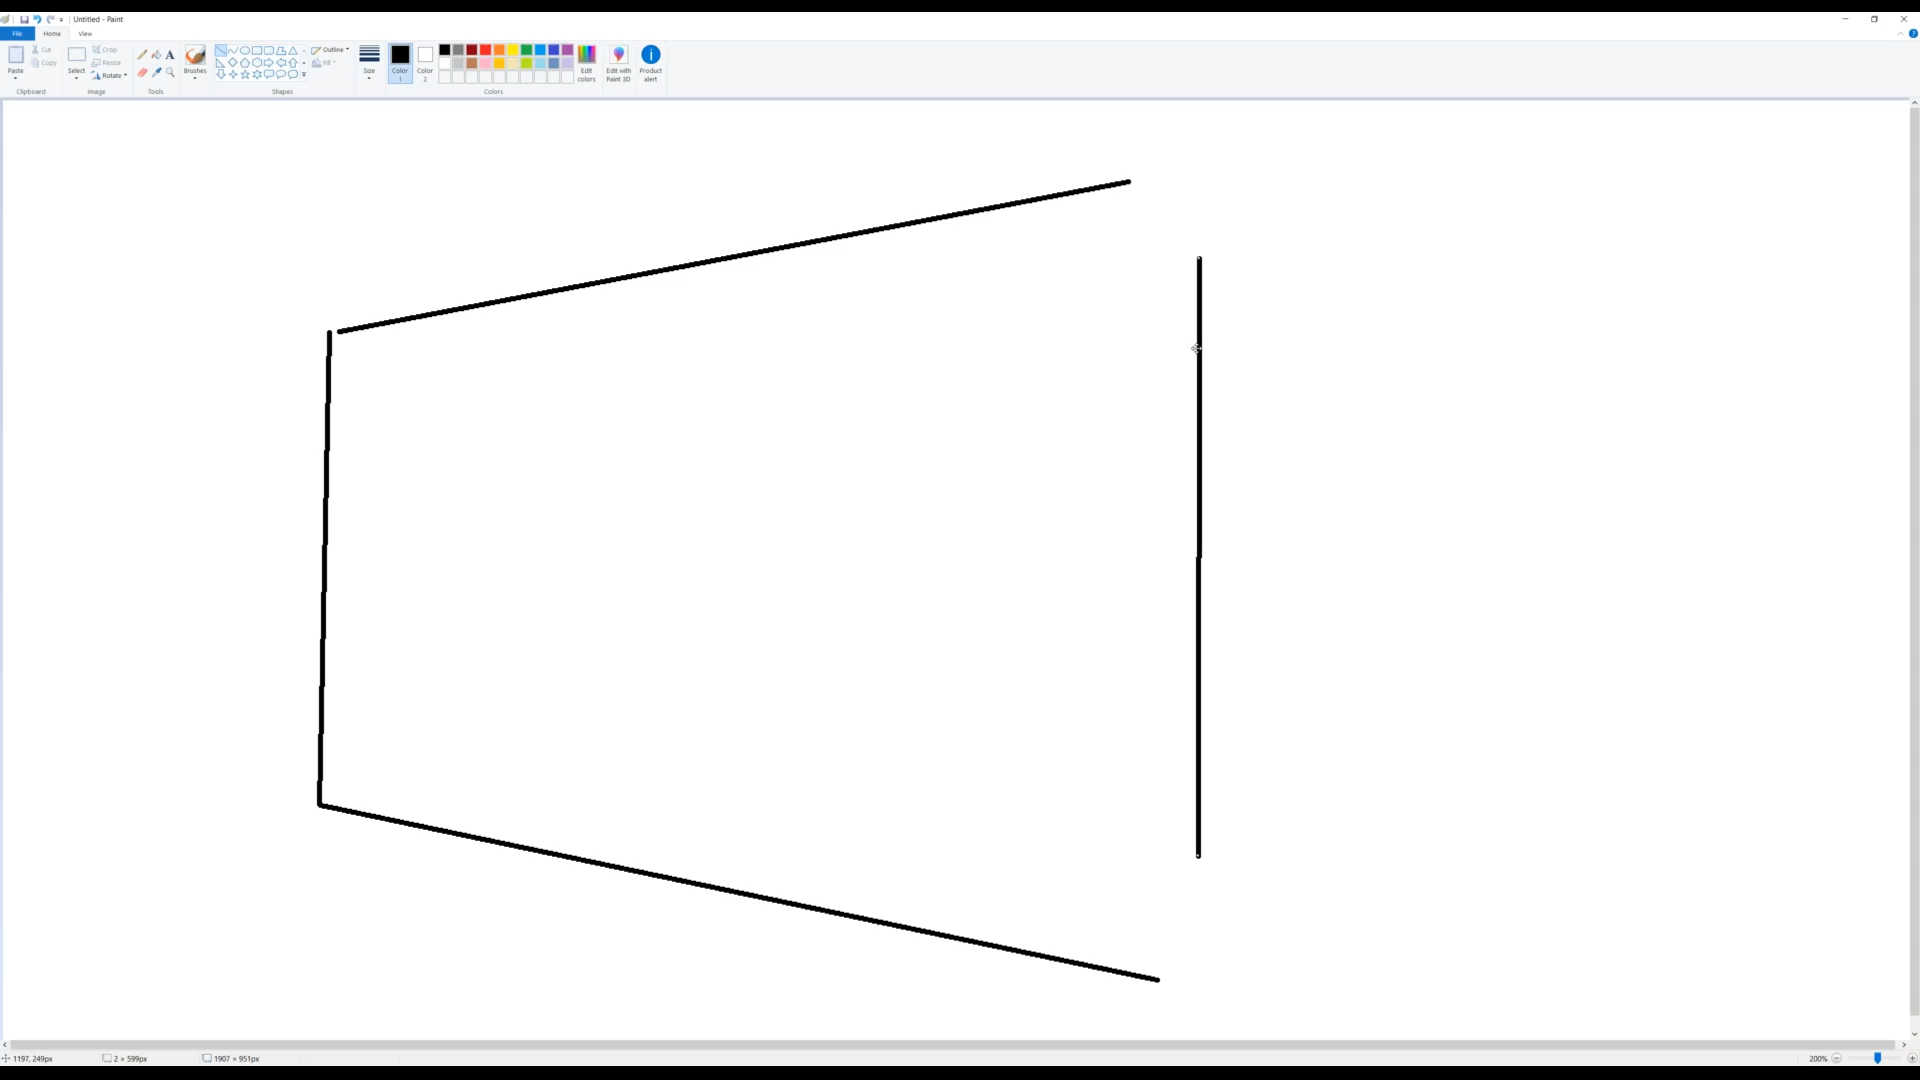 Untitled - Paint
File Home View
Paste Cut Copy Select Crop Resize Rotate A Brushes Outline Fill Size Color 1 Color 2 Edit colors Edit with Paint 3D Product alert
Clipboard Image Tools Shapes Colors
1197, 249px 2 × 599px 1907 × 951px 200%